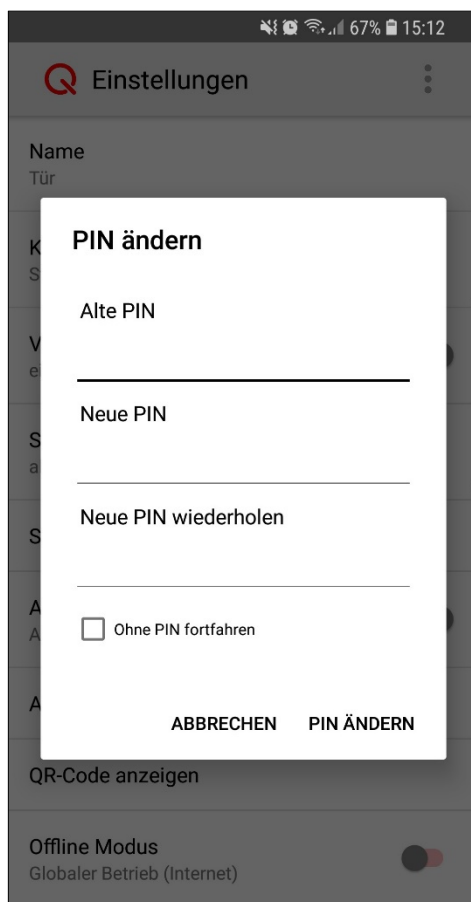 67% 15:12
Einstellungen
Name
Tür
PIN ändern
Alte PIN
Neue PIN
Neue PIN wiederholen
Ohne PIN fortfahren
ABBRECHEN PIN ÄNDERN
QR-Code anzeigen
Offline Modus
Globaler Betrieb (Internet)